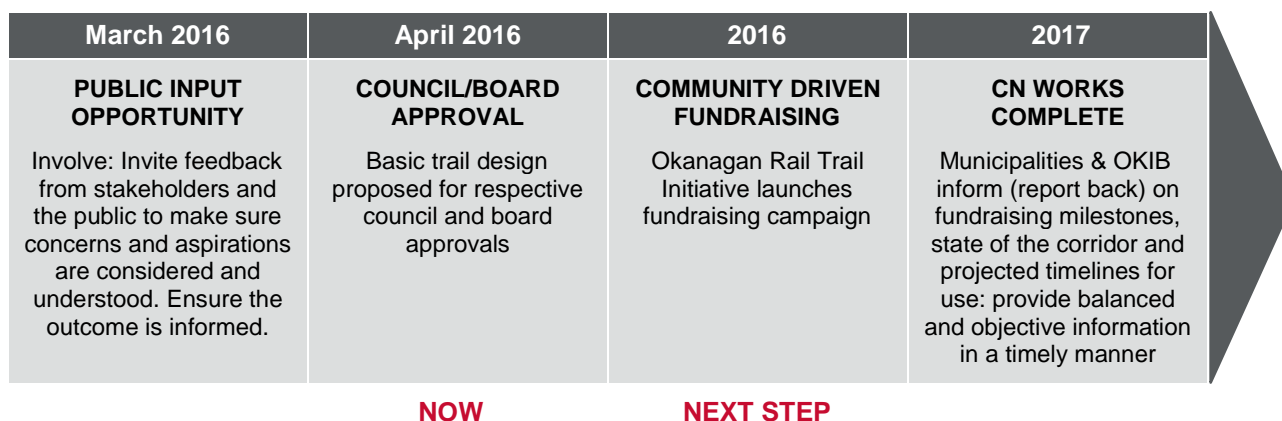 March 2016
April 2016
2016
2017
PUBLIC INPUT
OPPORTUNITY
Involve: Invite feedback
from stakeholders and
the public to make sure
concerns and aspirations
are considered and
understood. Ensure the
outcome is informed.
COUNCIL/BOARD
APPROVAL
Basic trail design
proposed for respective
council and board
approvals
COMMUNITY DRIVEN
FUNDRAISING
Okanagan Rail Trail
Initiative launches
fundraising campaign
CN WORKS
COMPLETE
Municipalities & OKIB
inform (report back) on
fundraising milestones,
state of the corridor and
projected timelines for
use: provide balanced
and objective information
in a timely manner
NOW
NEXT STEP